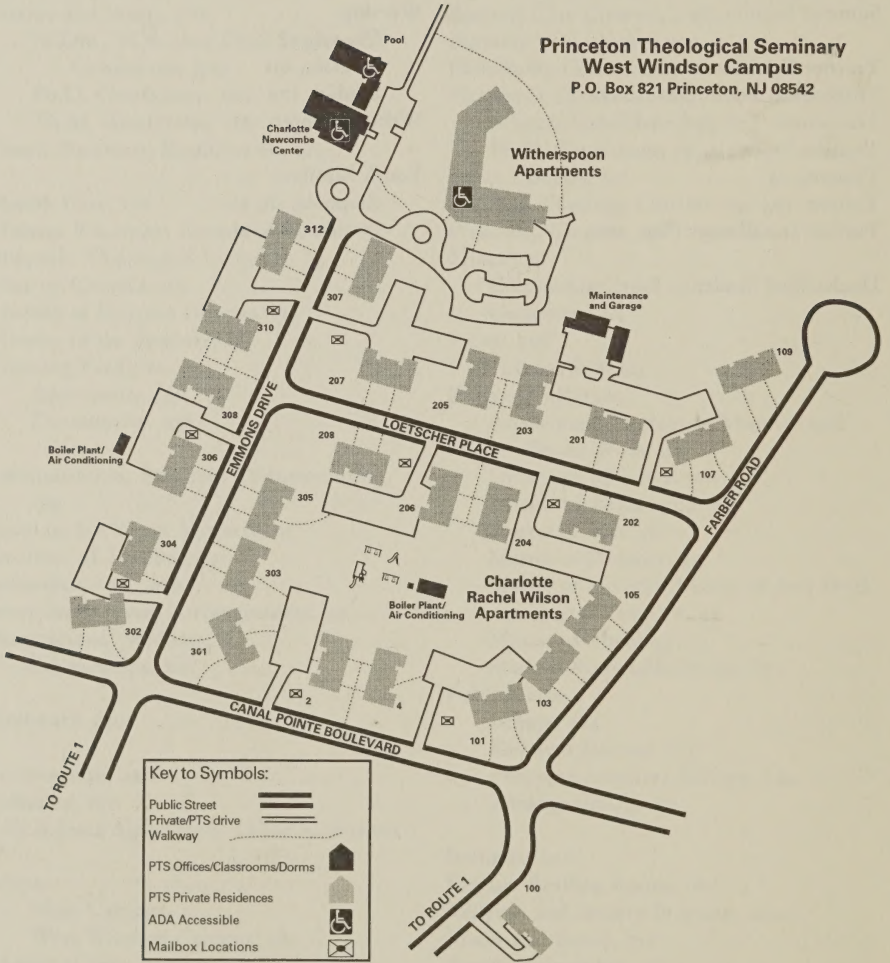 Princeton Theological Seminary
West Windsor Campus
P.O. Box 821 Princeton, NJ 08542
Pool
Charlotte
Newcombe
Center
Witherspoon
Apartments
312
307
Maintenance
and Garage
310
109
207
205
308
203
201
EMMONS DRIVE
LOETSCHER PLACE
208
107
FARBER ROAD
Boiler Plant/
Air Conditioning
306
305
206
204
202
304
303
Boiler Plant/
Air Conditioning
Charlotte
Rachel Wilson
Apartments
105
302
301
2
4
101
103
CANAL POINTE BOULEVARD
TO ROUTE 1
Key to Symbols:
Public Street
Private/PTS drive
Walkway
PTS Offices/Classrooms/Dorms
PTS Private Residences
ADA Accessible
Mailbox Locations
TO ROUTE 1
100